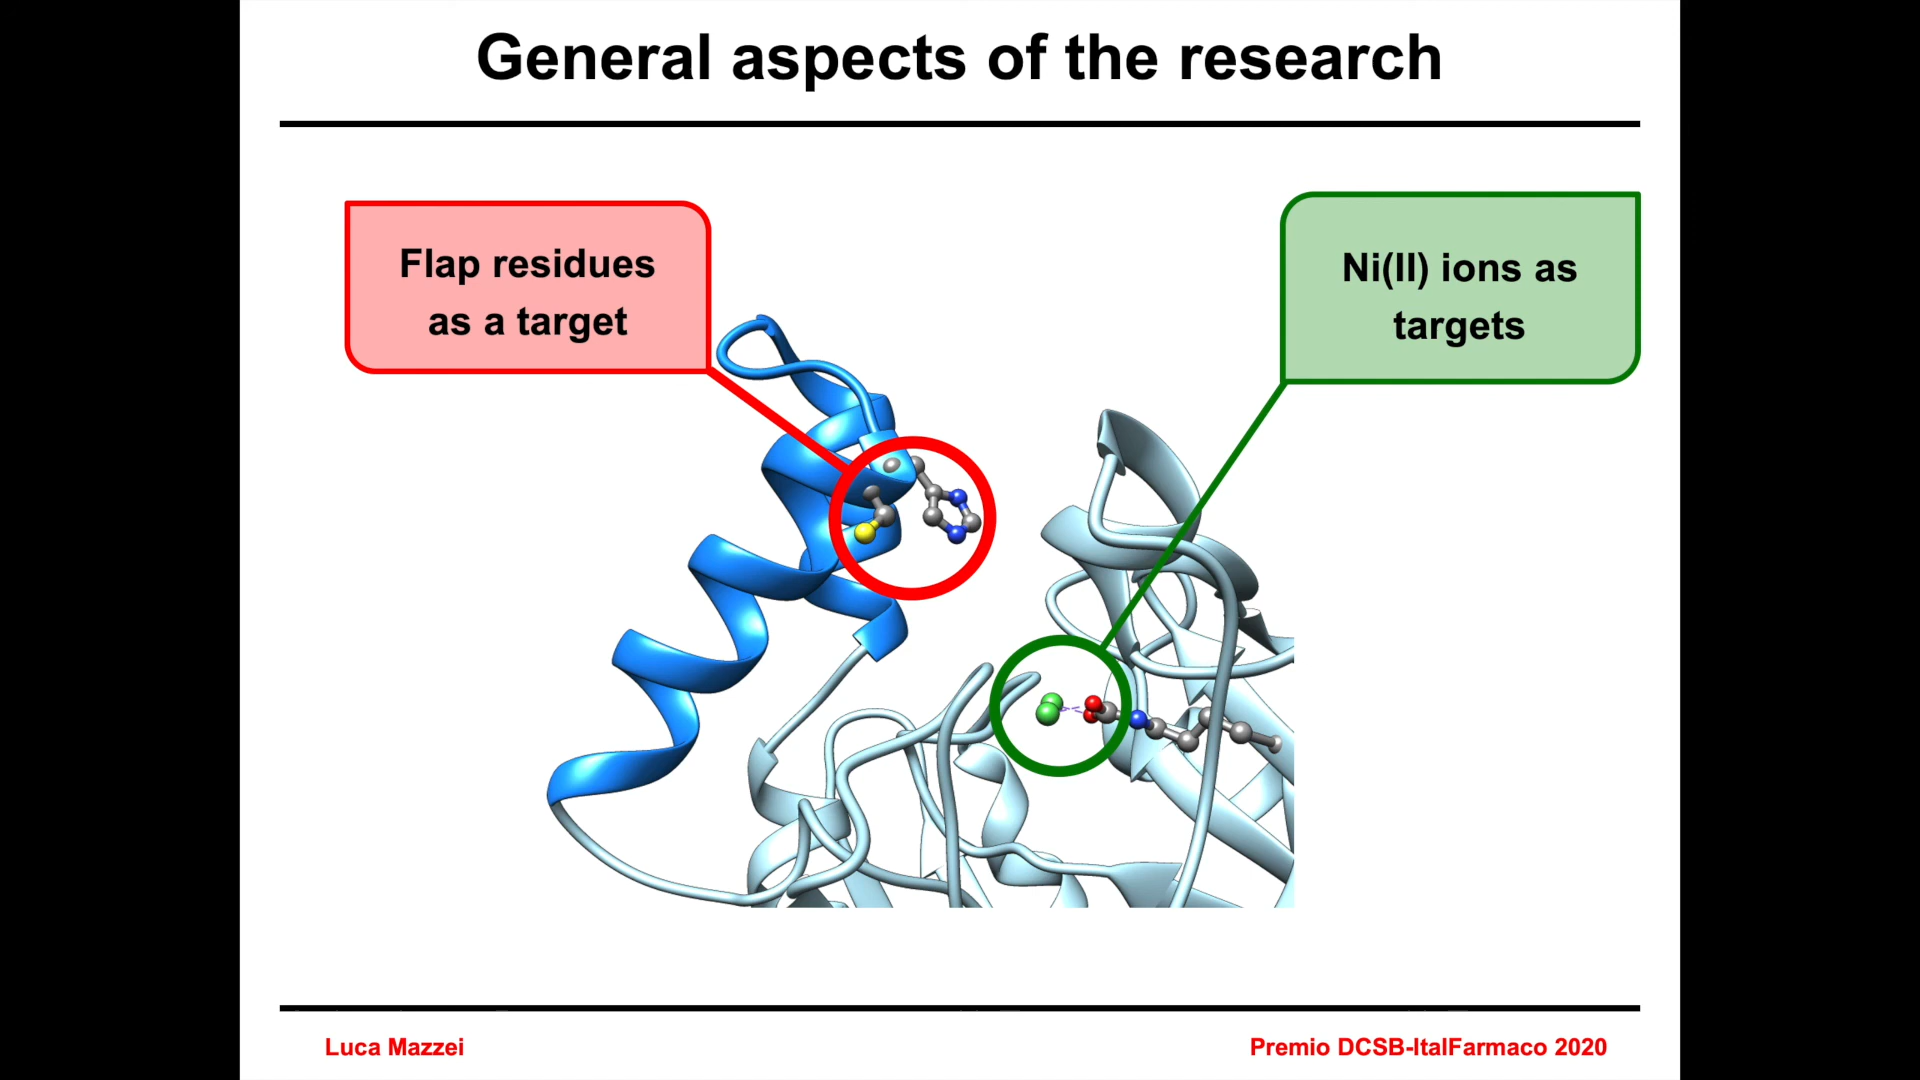 General aspects of the research
Flap residues
as a target
Ni(II) ions as
targets
Luca Mazzei
Premio DCSB-ItalFarmaco 2020